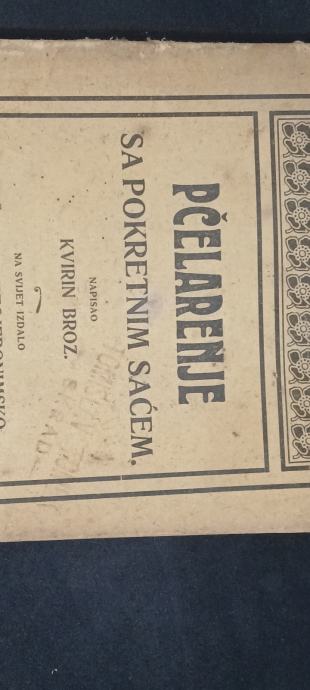 PČELARENJE
SA POKRETNIM SAĆEM.
NAPISAO
KVIRIN BROZ.
NA SVIJET IZDALO